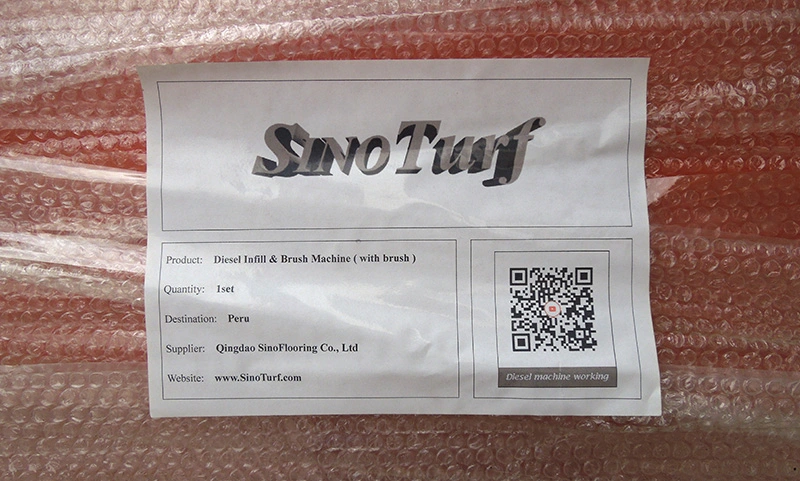 SinoTurf
Product: Diesel Infill & Brush Machine ( with brush )
Quantity: 1set
Destination: Peru
Supplier: Qingdao SinoFlooring Co., Ltd
Website: www.SinoTurf.com
Diesel machine working